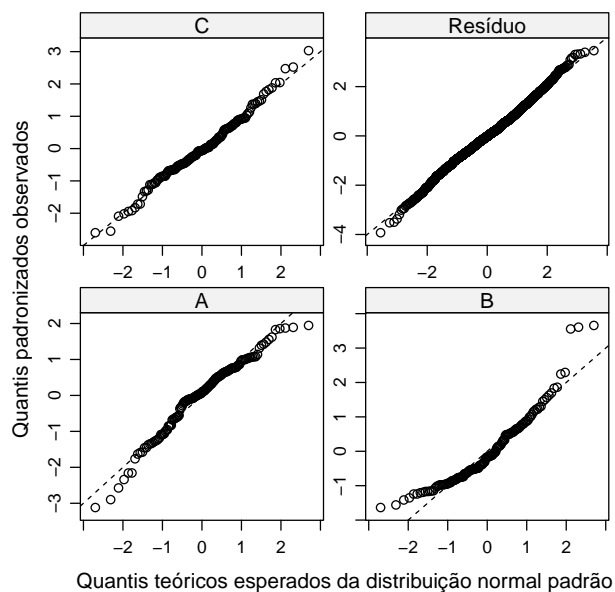 C
Resíduo
3
2
1
0
−1
−2
−2 −1 0 1 2
2
0
−2
−4
−2 0 2
Quantis padronizados observados
A
B
2
1
0
−1
−2
−3
−2 −1 0 1 2
3
2
1
0
−1
−2 −1 0 1 2
Quantis teóricos esperados da distribuição normal padrão